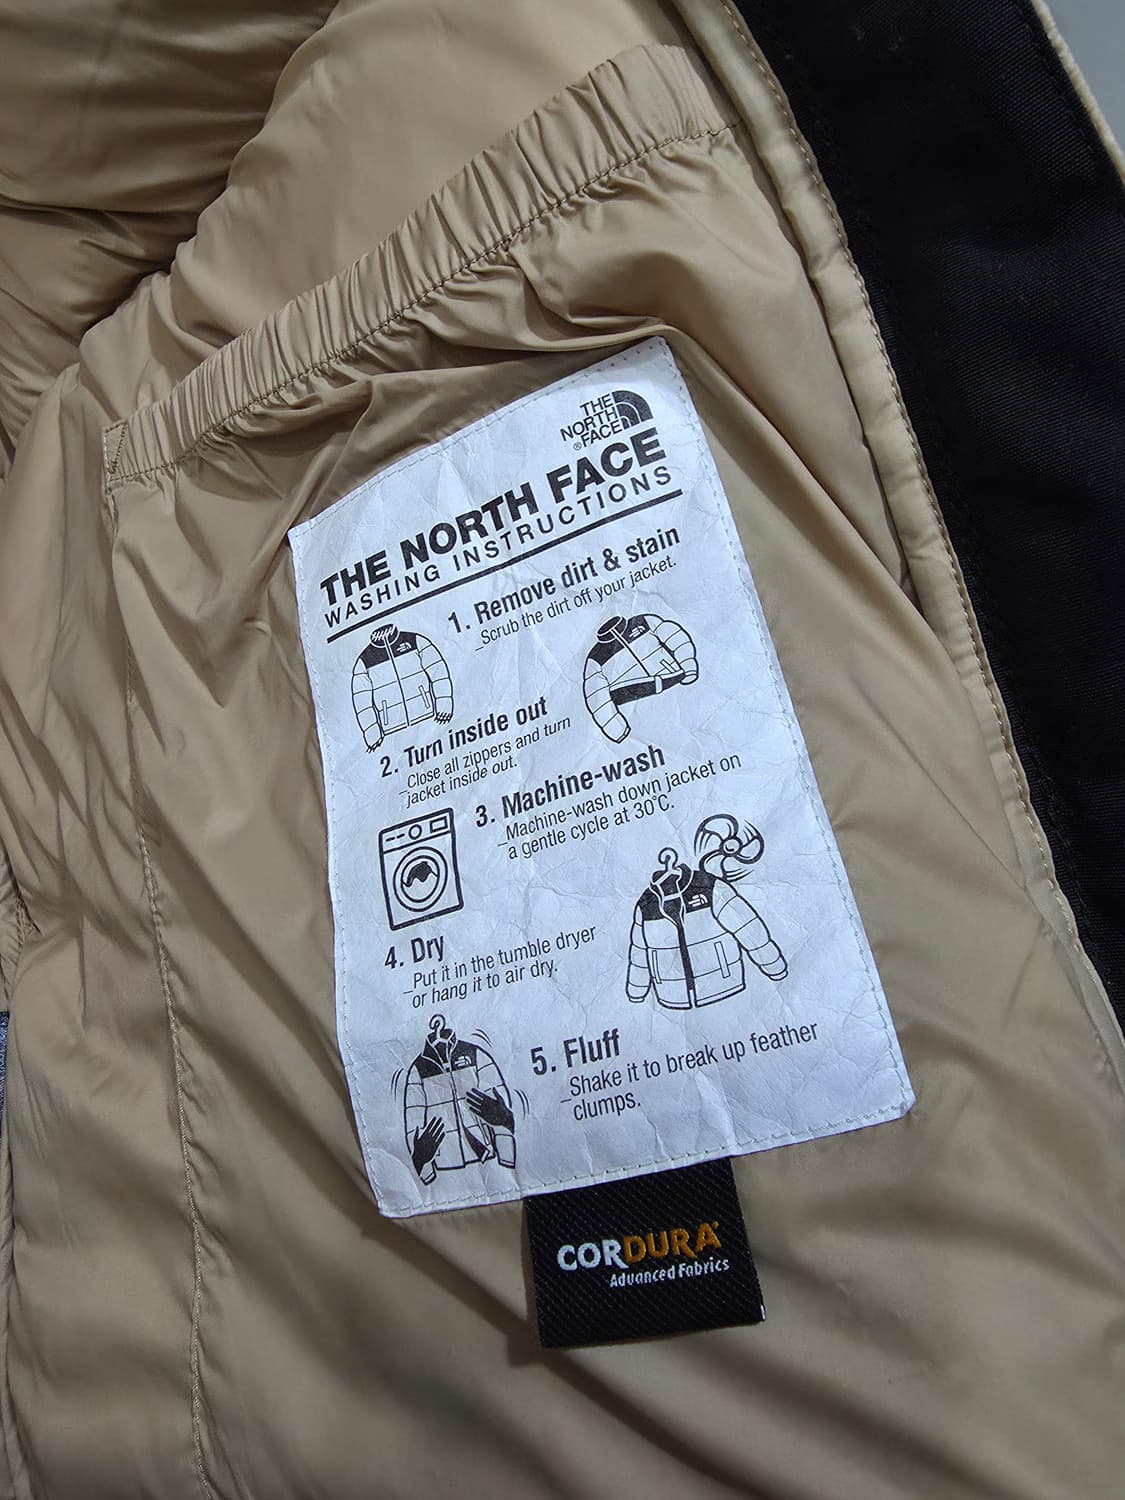 THE
NORTH
®FACE
THE NORTH FACE
WASHING INSTRUCTIONS
1. Remove dirt & stain
_Scrub the dirt off your jacket.
2. Turn inside out
_Close all zippers and turn
jacket inside out.
3. Machine-wash
_Machine-wash down jacket on
a gentle cycle at 30°C.
4. Dry
_Put it in the tumble dryer
or hang it to air dry.
5. Fluff
_Shake it to break up feather
clumps.
CORDURA®
Advanced Fabrics